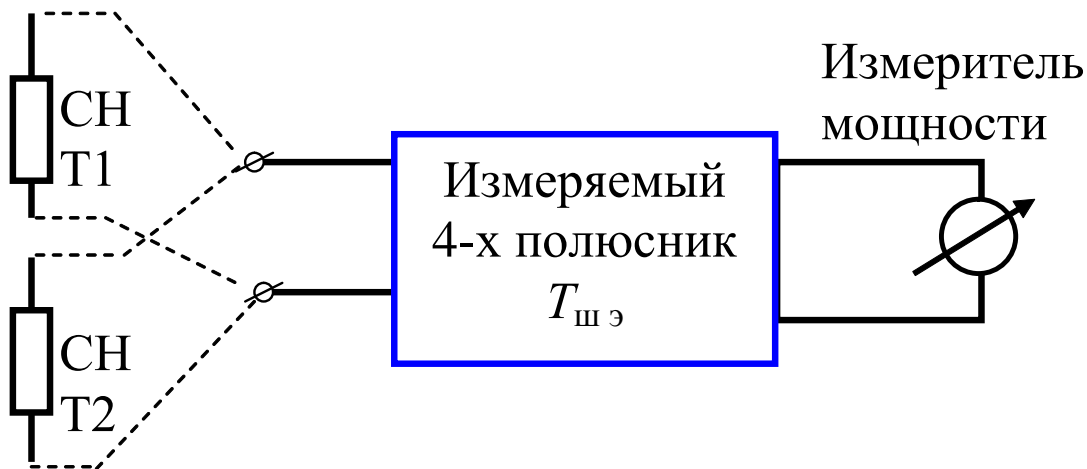 СН
Т1
СН
Т2
Измеряемый
4-х полюсник
Tш э
Измеритель
мощности